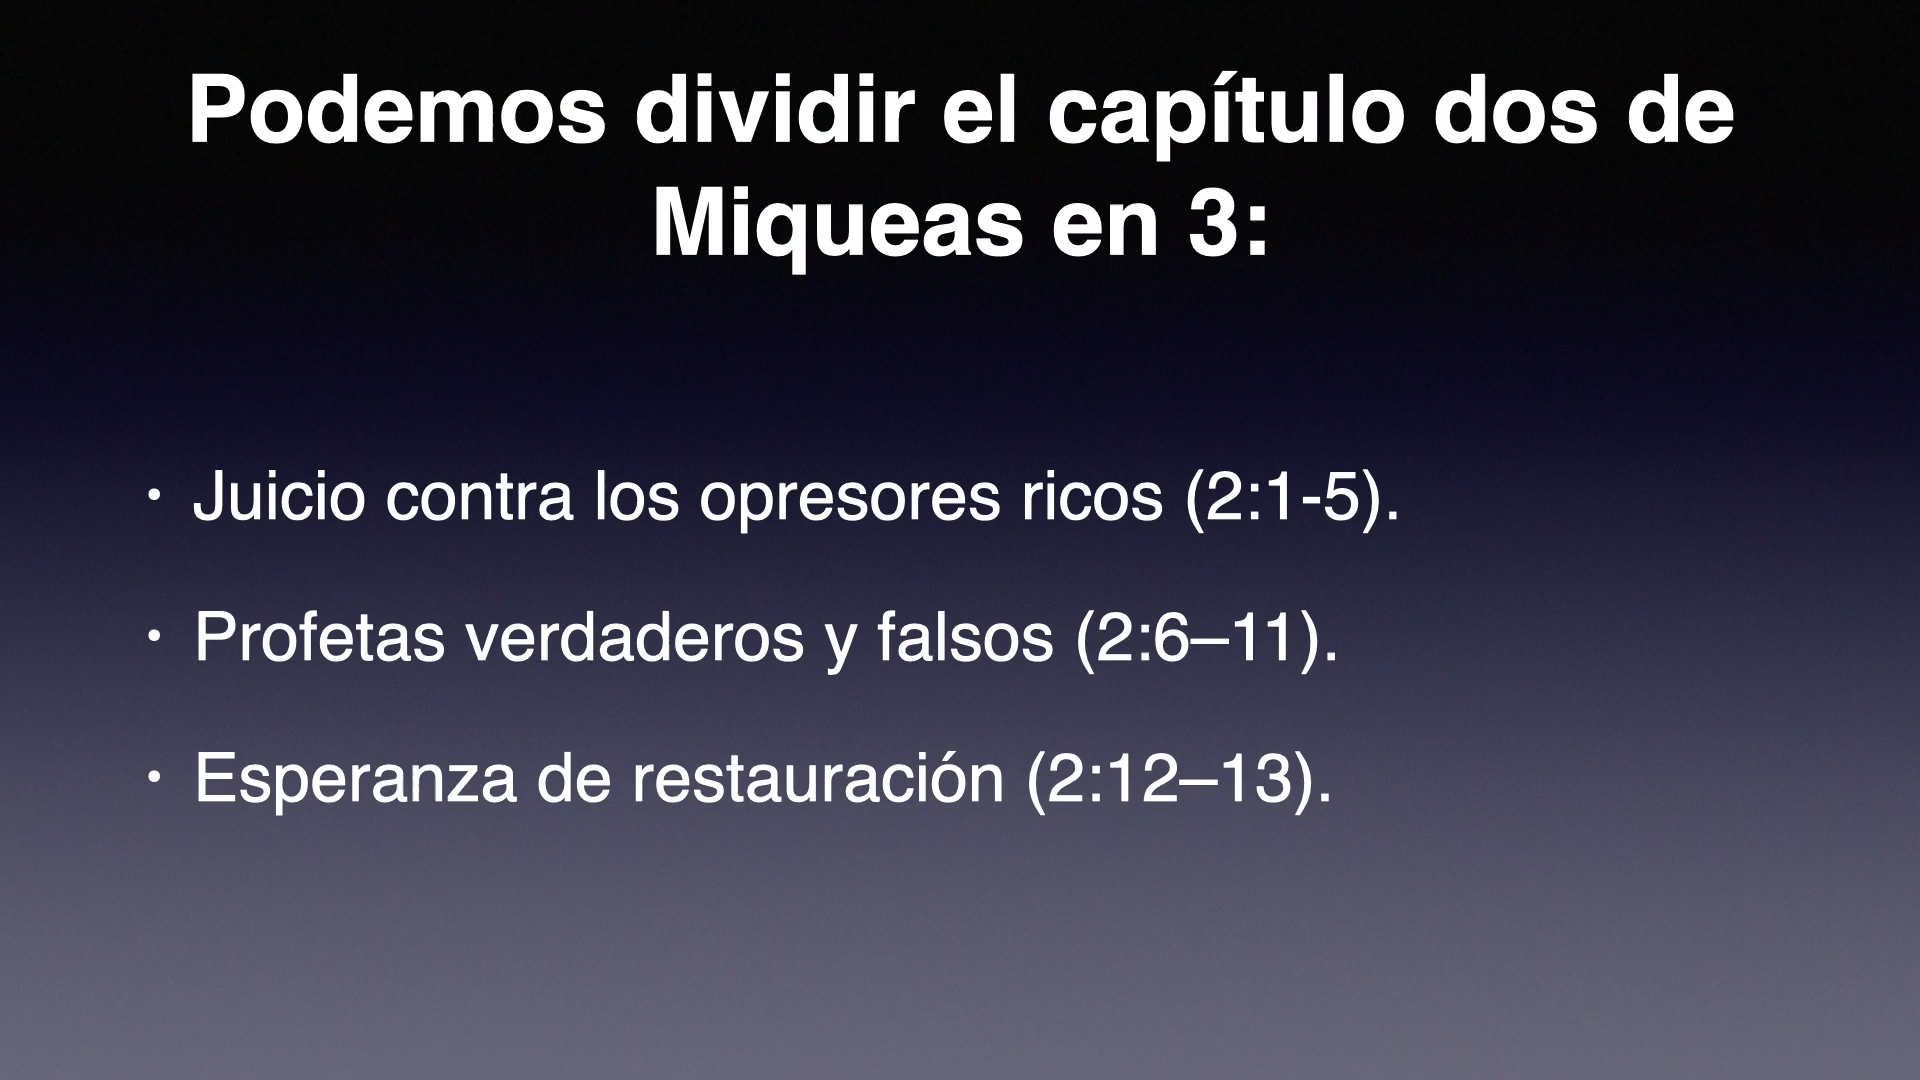 Podemos dividir el capítulo dos de
Miqueas en 3:
• Juicio contra los opresores ricos (2:1-5).
• Profetas verdaderos y falsos (2:6–11).
• Esperanza de restauración (2:12–13).